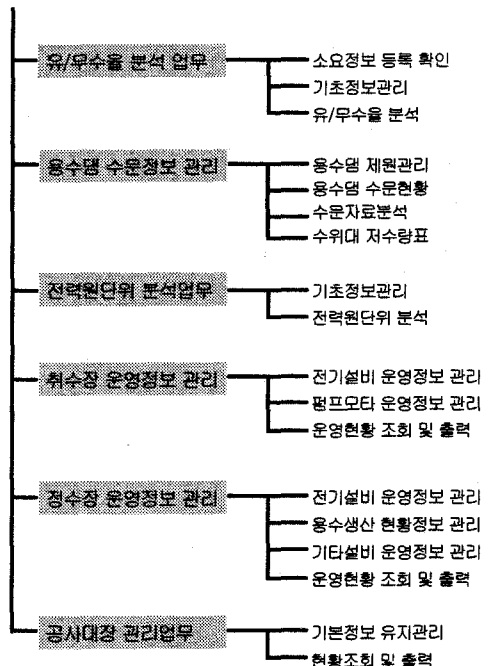 유/무수율 분석 업무
소요정보 등록 확인
기초정보관리
유/무수율 분석
용수댐 수문정보 관리
용수댐 제원관리
용수댐 수문현황
수문자료분석
수위대 저수량표
전력원단위 분석업무
기초정보관리
전력원단위 분석
취수장 운영정보 관리
전기설비 운영정보 관리
펌프모타 운영정보 관리
운영현황 조회 및 출력
정수장 운영정보 관리
전기설비 운영정보 관리
용수생산 현황정보 관리
기타설비 운영정보 관리
운영현황 조회 및 출력
공사대장 관리업무
기본정보 유지관리
현황조회 및 출력